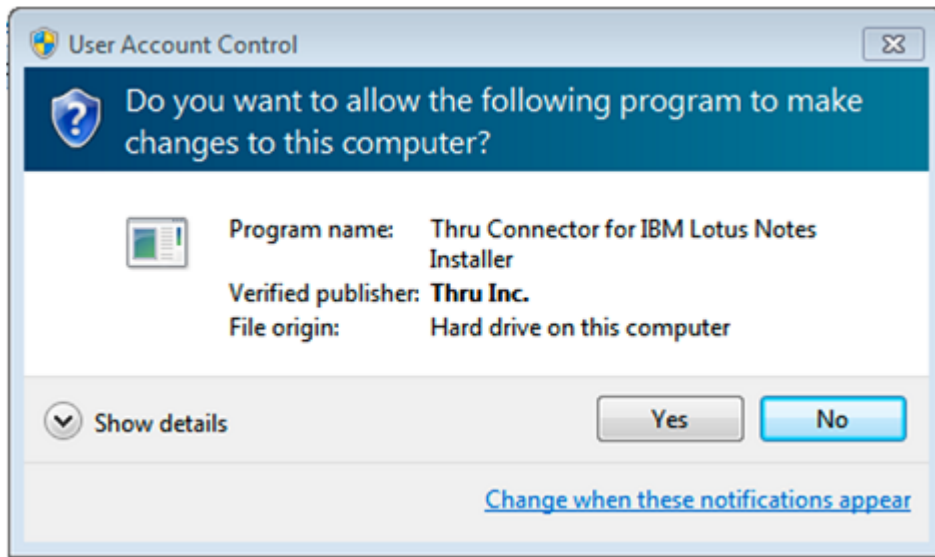 User Account Control
Do you want to allow the following program to make
changes to this computer?
Program name: Thru Connector for IBM Lotus Notes
Installer
Verified publisher: Thru Inc.
File origin: Hard drive on this computer
Show details
Yes
No
Change when these notifications appear